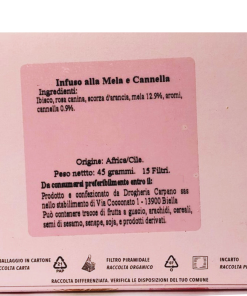 Infuso alla Mela e Cannella
Ingredienti:
Ibisco, rosa canina, scorza d'arancia, mela 12.9%, aromi,
cannella 0.9%.
Origine: Africa/Cile.
Peso netto: 45 grammi. 15 Filtri.
Da consumarsi preferibilmente entro il:
Prodotto e confezionato da Drogheria Carpano sas
nello stabilimento di Via Cossonato 1 - 13900 Biella
Può contenere tracce di frutta a guscio, arachidi, cereali,
semi di sesamo, senape, soja, e prodotti derivati.
BALLAGGIO IN CARTONE
RACCOLTA CARTA
21
PAP
FILTRO PIRAMIDALE
RACCOLTO ORGANICO
INCARTO
RACCOLTA P
RACCOLTA DIFFERENZIATA. VERIFICA LE DISPOSIZIONI DEL TUO COMUNE